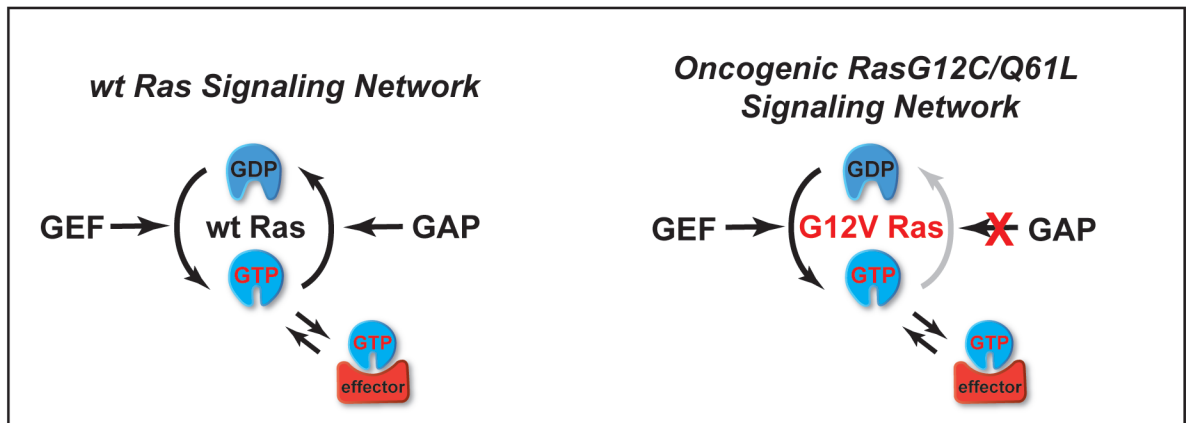 wt Ras Signaling Network
GDP
GEF
wt Ras
GAP
GTP
GTP
effector
Oncogenic RasG12C/Q61L
Signaling Network
GDP
GEF
G12V Ras
X
GAP
GTP
GTP
effector